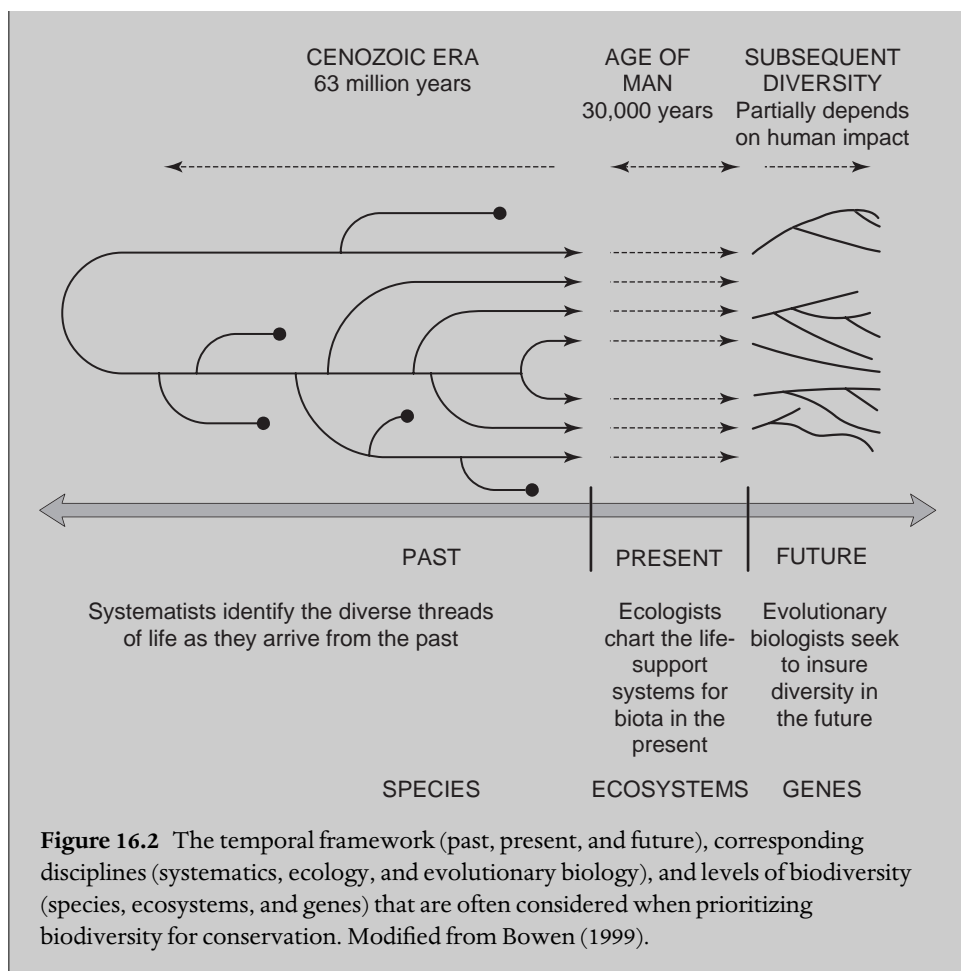 CENOZOIC ERA
63 million years
AGE OF
MAN
30,000 years
SUBSEQUENT
DIVERSITY
Partially depends
on human impact
PAST
PRESENT
FUTURE
Systematists identify the diverse threads
of life as they arrive from the past
Ecologists
chart the life-
support
systems for
biota in the
present
Evolutionary
biologists seek
to insure
diversity in
the future
SPECIES
ECOSYSTEMS
GENES
Figure 16.2 The temporal framework (past, present, and future), corresponding
disciplines (systematics, ecology, and evolutionary biology), and levels of biodiversity
(species, ecosystems, and genes) that are often considered when prioritizing
biodiversity for conservation. Modified from Bowen (1999).